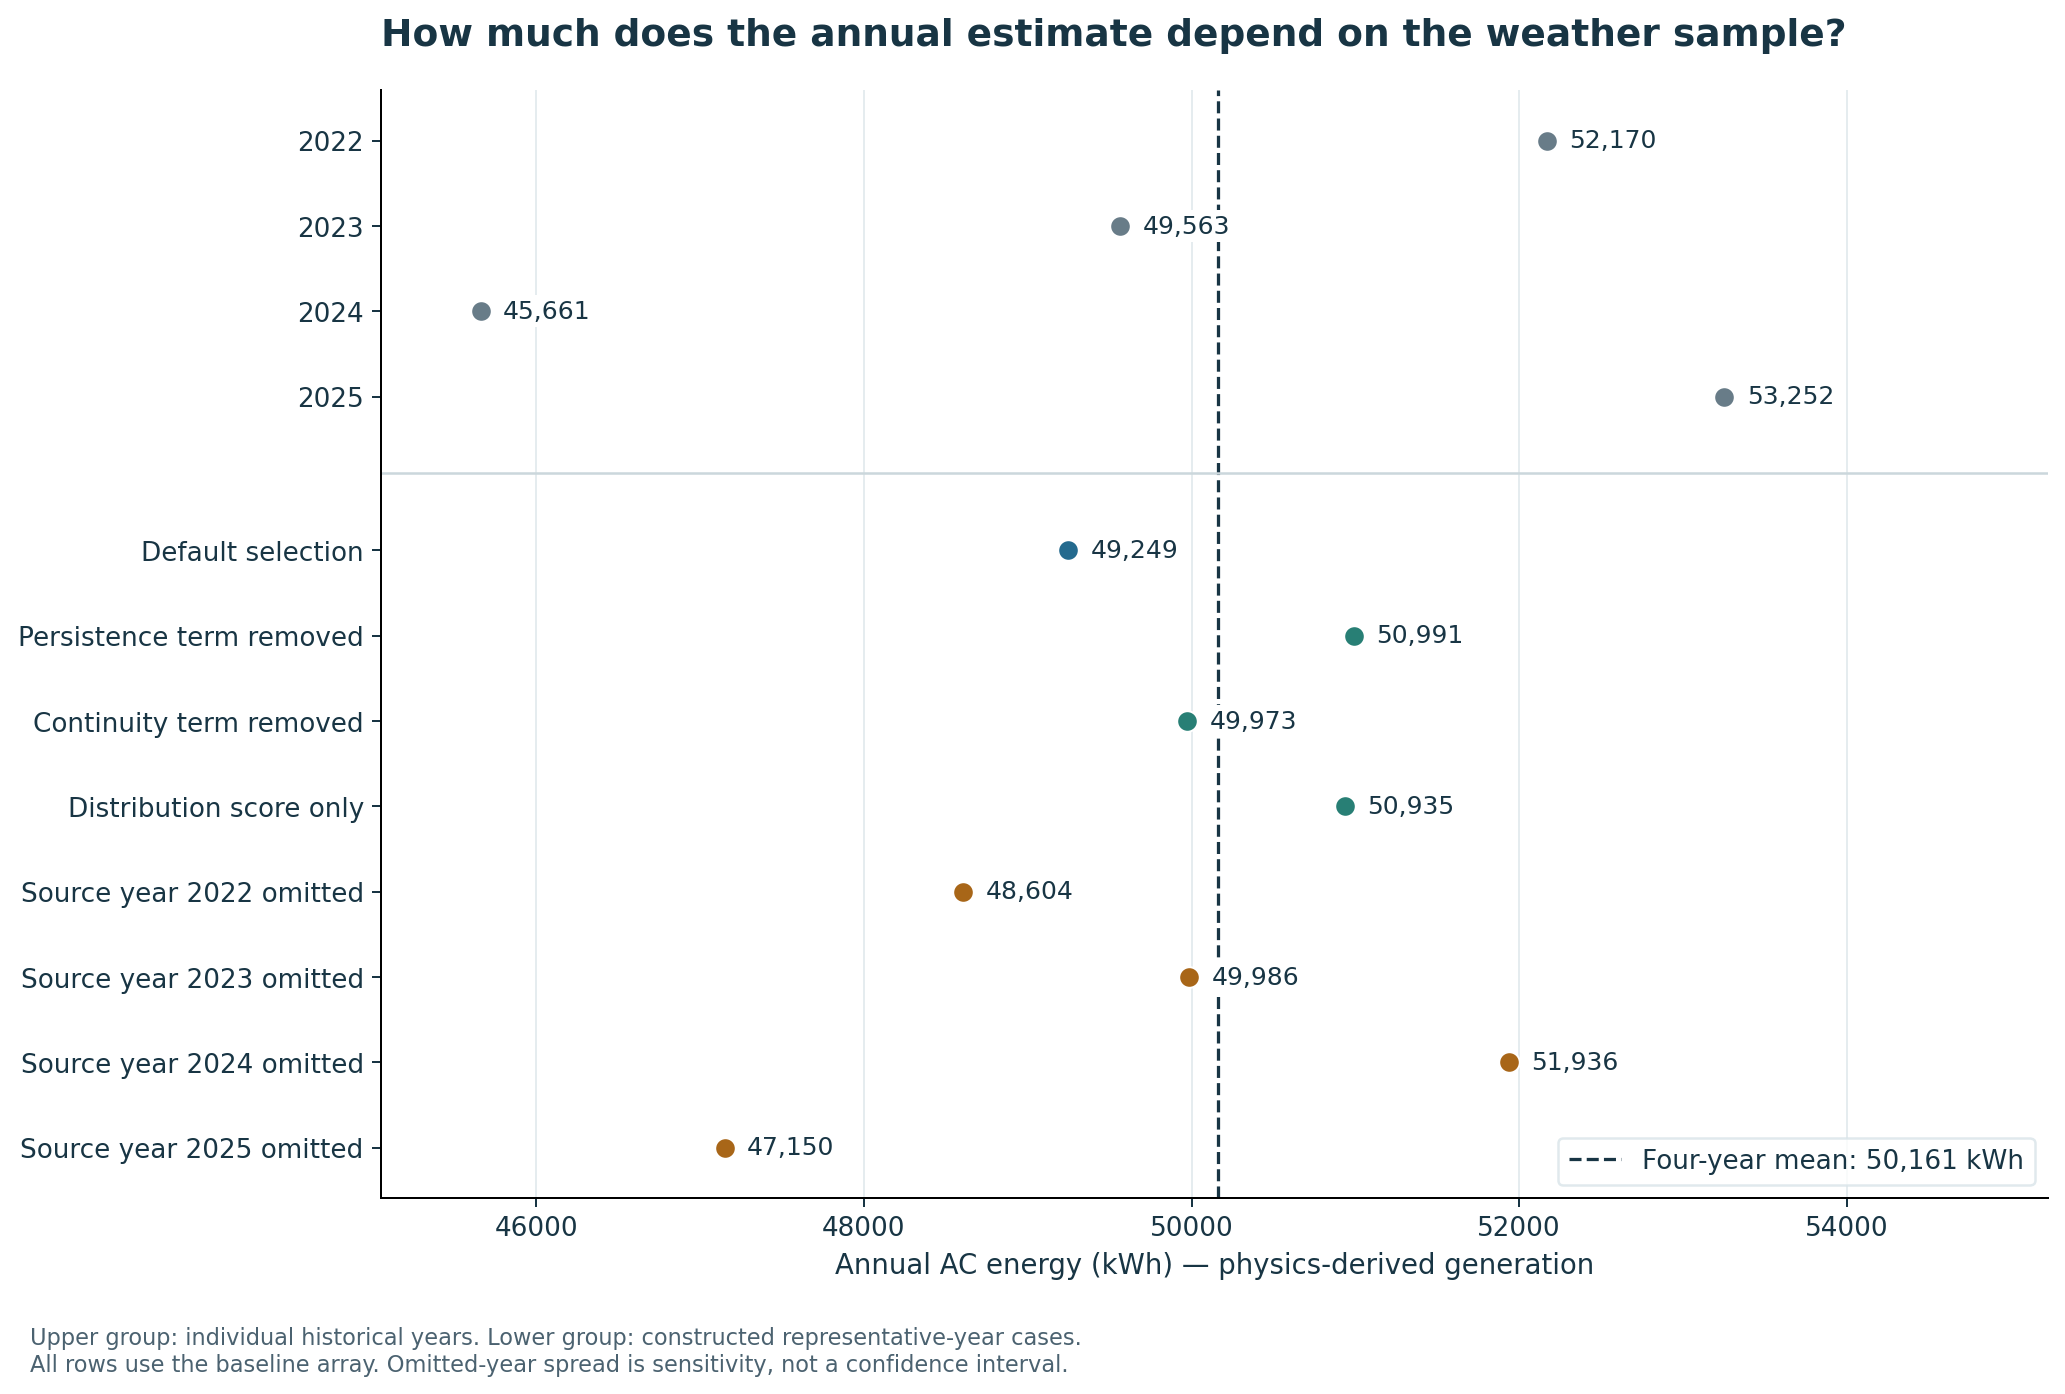 How much does the annual estimate depend on the weather sample?
2022
52,170
2023
49,563
2024
45,661
2025
53,252
Default selection
49,249
Persistence term removed
50,991
Continuity term removed
49,973
Distribution score only
50,935
Source year 2022 omitted
48,604
Source year 2023 omitted
49,986
Source year 2024 omitted
51,936
Source year 2025 omitted
47,150
Four-year mean: 50,161 kWh
46000 48000 50000 52000 54000
Annual AC energy (kWh) — physics-derived generation
Upper group: individual historical years. Lower group: constructed representative-year cases.
All rows use the baseline array. Omitted-year spread is sensitivity, not a confidence interval.